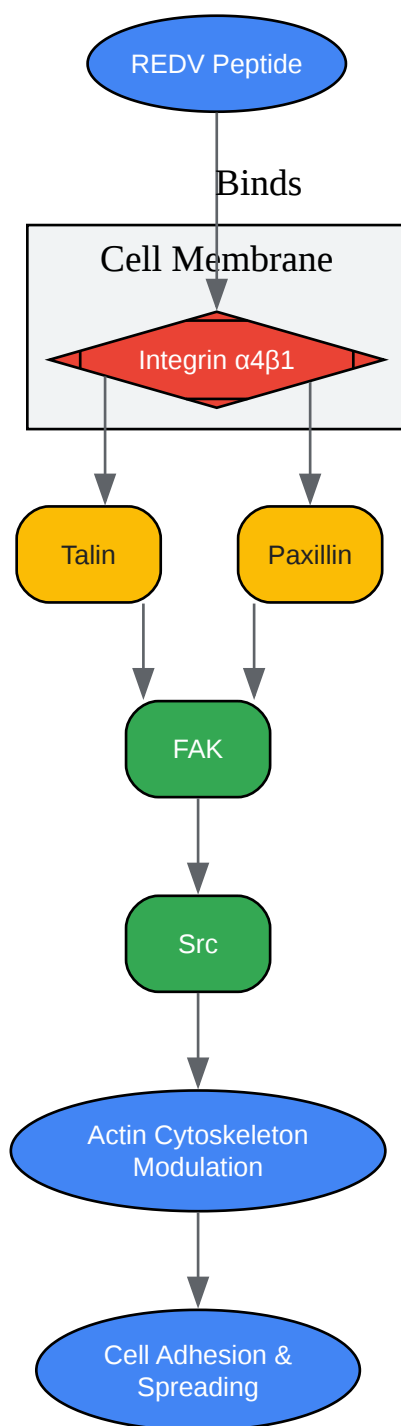 REDV Peptide
Binds
Cell Membrane
Integrin α4β1
Talin
Paxillin
FAK
Src
Actin Cytoskeleton
Modulation
Cell Adhesion &
Spreading